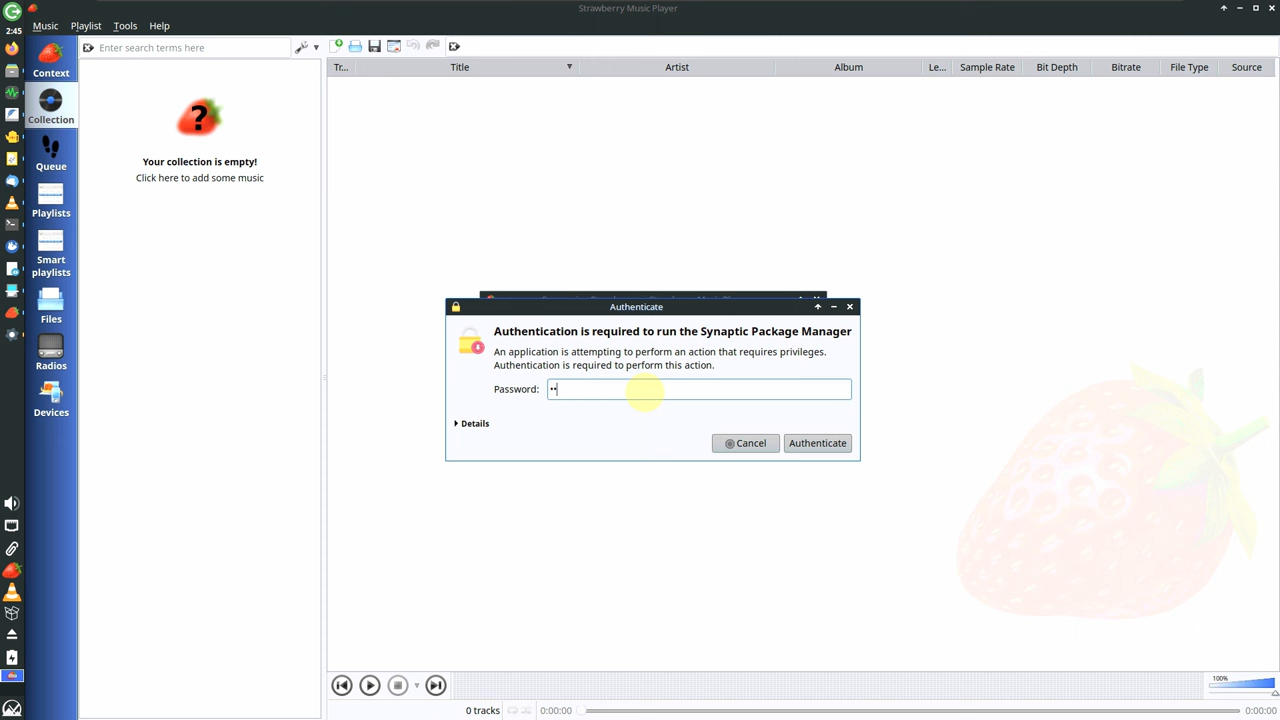 Strawberry Music Player
2:45
Music Playlist Tools Help
Enter search terms here
Context
Collection
Queue
Playlists
Smart
playlists
Files
Radios
Devices
Your collection is empty!
Click here to add some music
Tr... Title Artist Album Le... Sample Rate Bit Depth Bitrate File Type Source
Authenticate
Authentication is required to run the Synaptic Package Manager
An application is attempting to perform an action that requires privileges.
Authentication is required to perform this action.
Password: ••
Details
Cancel Authenticate
100%
0 tracks 0:00:00 0:00:00